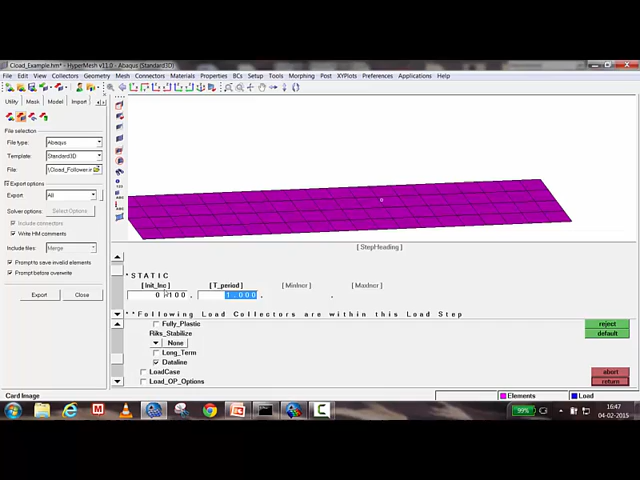 Cload_Example.hm* - HyperMesh v11.0 - Abaqus (Standard3D)
File Edit View Collectors Geometry Mesh Connectors Materials Properties BCs Setup Tools Morphing Post XYPlots Preferences Applications Help
Utility Mask Model Import
File selection
File type: Abaqus
Template: Standard3D
File: \Cload_Follower.in
Export options
Export: All
Solver options: Select Options
Include connectors
Write HM comments
Include files: Merge
Prompt to save invalid elements
Prompt before overwrite
Export Close
[StepHeading]
*STATIC
[Init_Inc] [T_period] [MinIncr] [MaxIncr]
1.000,
**Following Load Collectors are within this Load Step
Fully_Plastic
Riks_Stabilize
None
Long_Term
Dataline
LoadCase
Load_OP_Options
reject
default
abort
return
Card Image
Elements Load
99%
16:47
04-02-2015